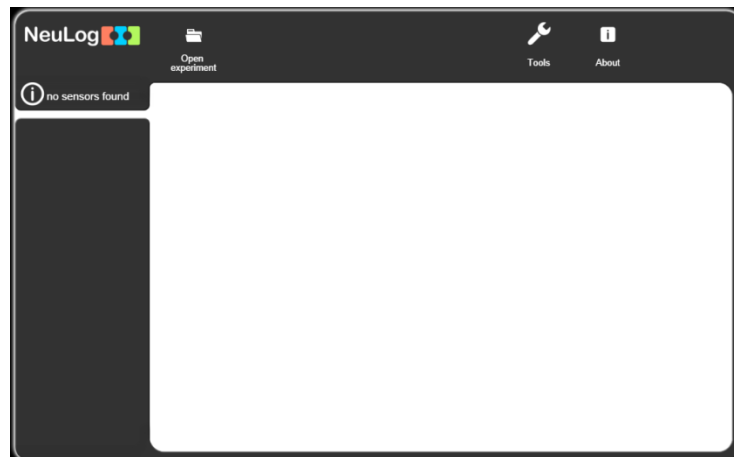 NeuLog
Open
experiment
Tools
About
no sensors found